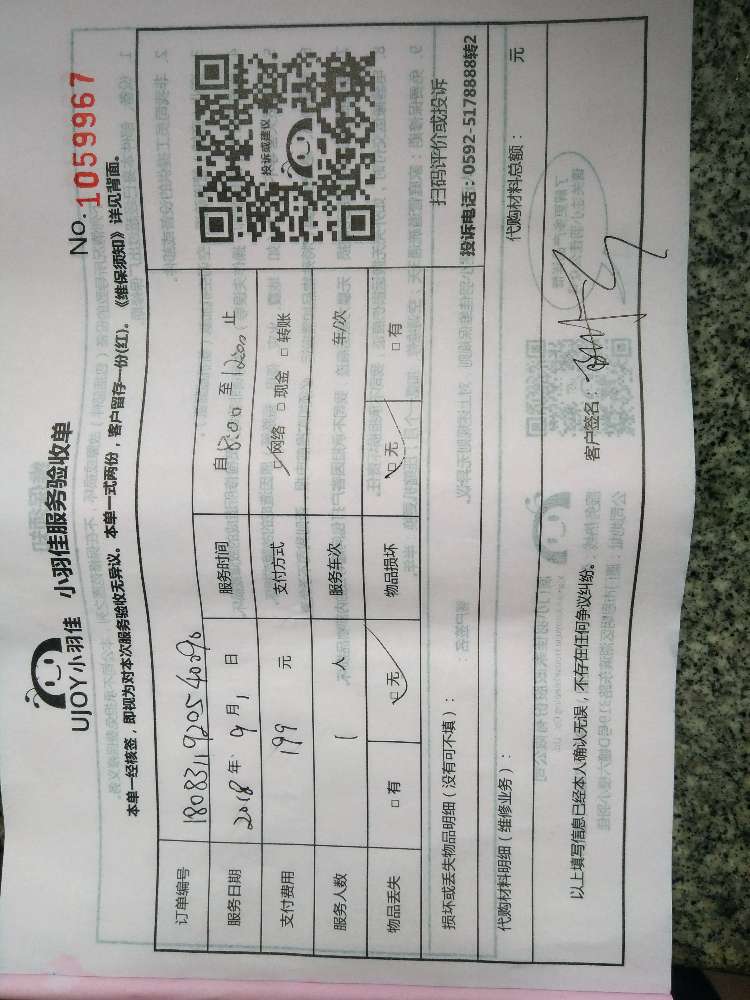 UJOY小羽佳 小羽佳服务验收单
No. 1059967
本单一经核签，即视为对本次服务验收无异议。本单一式两份，客户留存一份(红)。《维保须知》详见背面。
订单编号
服务日期 2018年 9月1日 服务时间 自8:00至12:00止
支付费用 199 元 支付方式 □网络 □现金 □转账
服务人数 1 人 服务车次 车/次
物品丢失 □有 □无 物品损坏 □无 □有
投诉或建议
扫码评价或投诉
投诉电话：0592-5178888转2
损坏或丢失物品明细（没有可不填）：
代购材料明细（维修业务）： 代购材料总额： 元
以上填写信息已经本人确认无误，不存在任何争议纠纷。 客户签名：